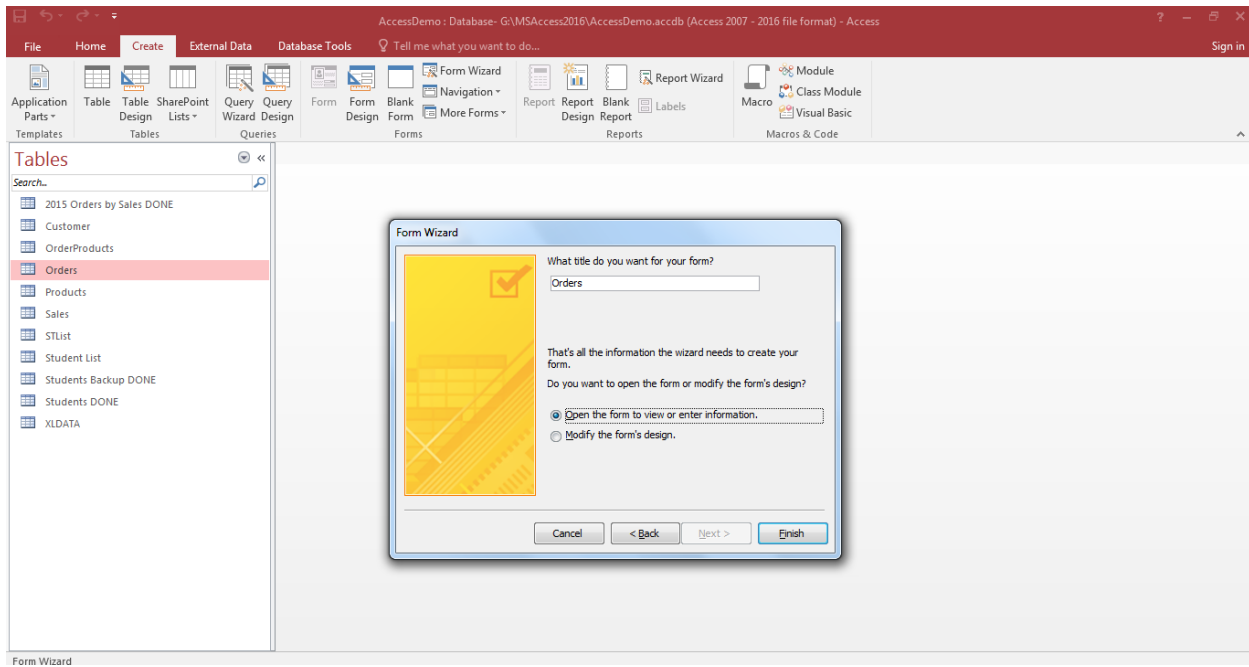 AccessDemo : Database- G:\MSAccess2016\AccessDemo.accdb (Access 2007 - 2016 file format) - Access
File Home Create External Data Database Tools Tell me what you want to do... Sign in
Application Parts
Templates
Table Table Design SharePoint Lists
Tables
Query Wizard Query Design
Queries
Form Form Design Blank Form
Form Wizard
Navigation
More Forms
Forms
Report Report Design Blank Report
Report Wizard
Labels
Reports
Macro
Module
Class Module
Visual Basic
Macros & Code
Tables
Search...
2015 Orders by Sales DONE
Customer
OrderProducts
Orders
Products
Sales
STList
Student List
Students Backup DONE
Students DONE
XLDATA
Form Wizard
What title do you want for your form?
Orders
That's all the information the wizard needs to create your
form.
Do you want to open the form or modify the form's design?
Open the form to view or enter information.
Modify the form's design.
Cancel < Back Next > Finish
Form Wizard